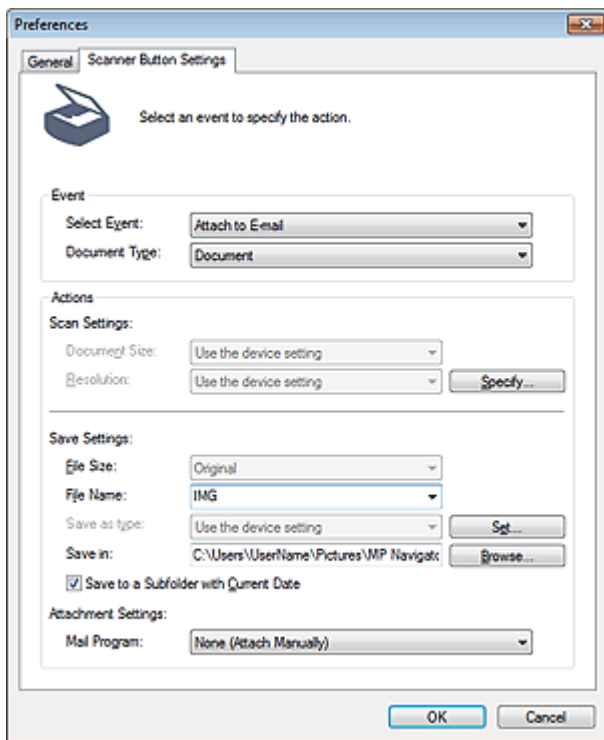 Preferences
General Scanner Button Settings
Select an event to specify the action.
Event
Select Event: Attach to E-mail
Document Type: Document
Actions
Scan Settings:
Document Size: Use the device setting
Resolution: Use the device setting Specify...
Save Settings:
File Size: Original
File Name: IMG
Save as type: Use the device setting Set...
Save in: C:\Users\UserName\Pictures\MP Navigato Browse...
Save to a Subfolder with Current Date
Attachment Settings:
Mail Program: None (Attach Manually)
OK Cancel